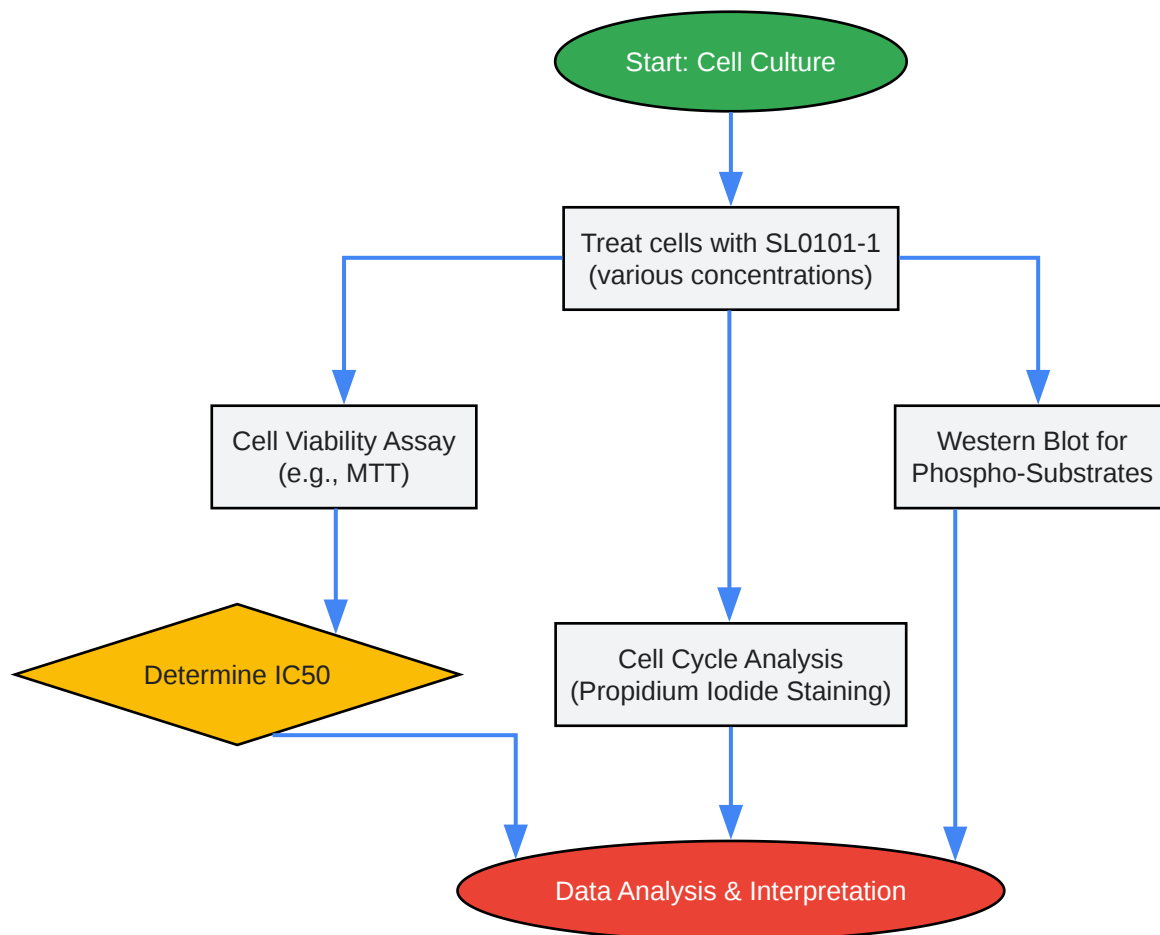 Start: Cell Culture
Treat cells with SL0101-1
(various concentrations)
Cell Viability Assay
(e.g., MTT)
Western Blot for
Phospho-Substrates
Determine IC50
Cell Cycle Analysis
(Propidium Iodide Staining)
Data Analysis & Interpretation